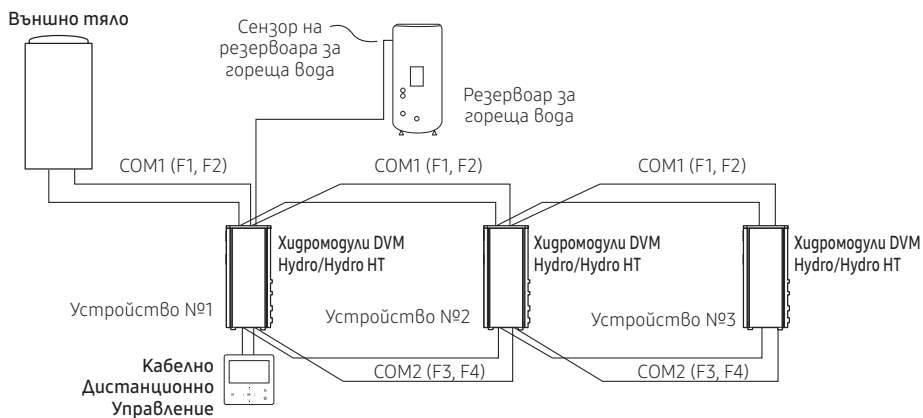 Външно тяло
Сензор на
резервоара за
гореща вода
Резервоар за
гореща вода
COM1 (F1, F2)
COM1 (F1, F2)
COM1 (F1, F2)
Хидромодули DVM
Hydro/Hydro HT
Хидромодули DVM
Hydro/Hydro HT
Хидромодули DVM
Hydro/Hydro HT
Устройство №1
Устройство №2
Устройство №3
COM2 (F3, F4)
COM2 (F3, F4)
Кабелно
Дистанционно
Управление